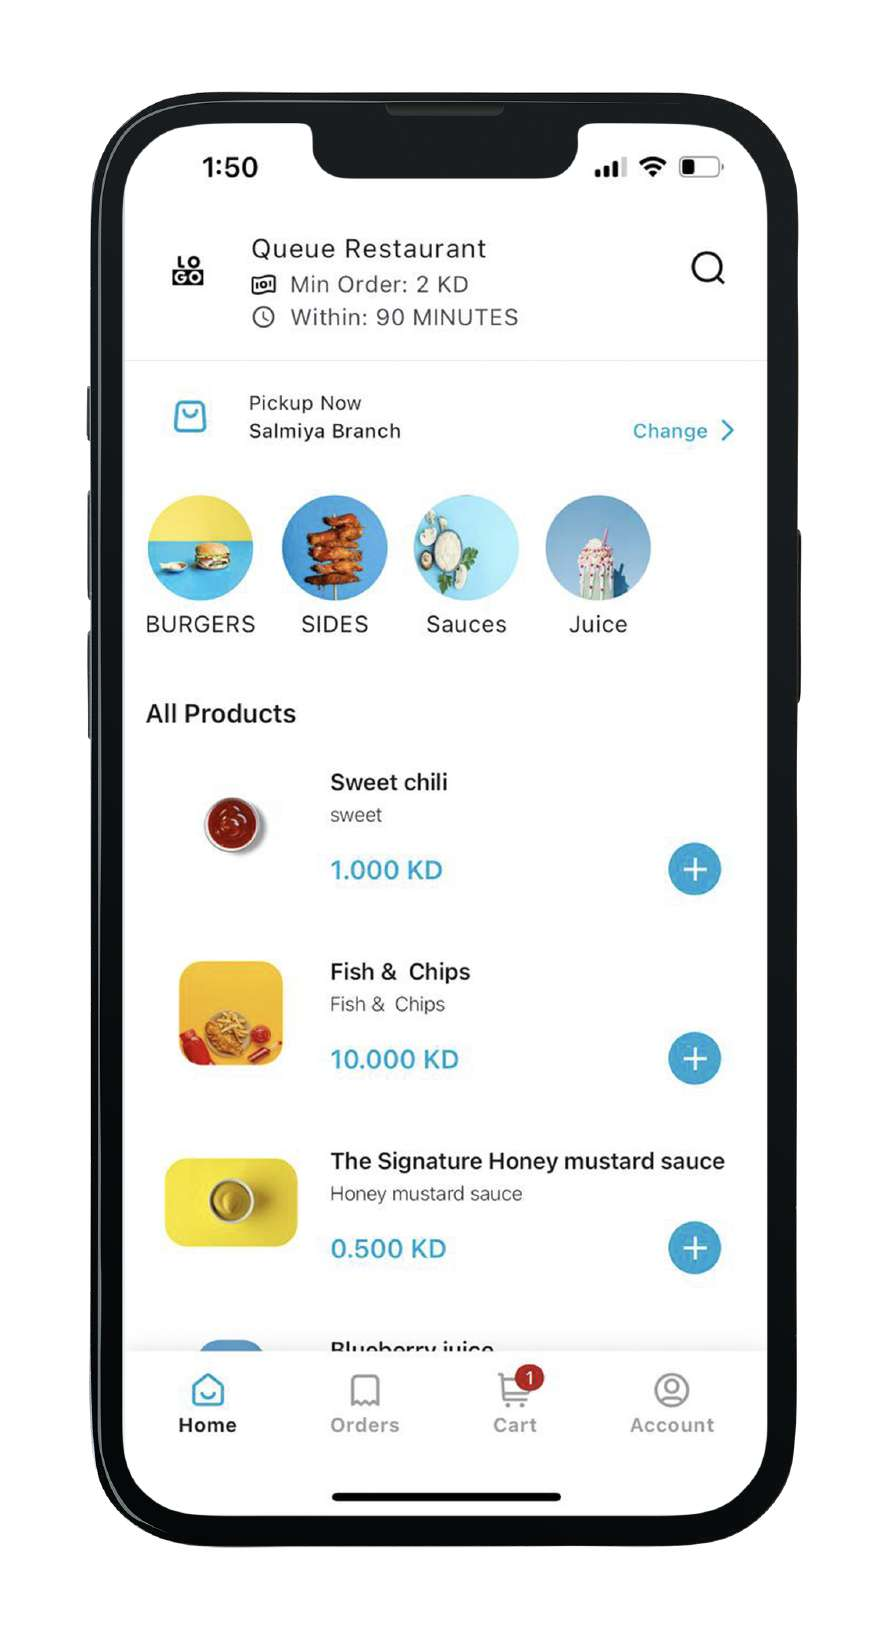 1:50
LO
GO
Queue Restaurant
Min Order: 2 KD
Within: 90 MINUTES
Pickup Now
Salmiya Branch
Change
BURGERS
SIDES
Sauces
Juice
All Products
Sweet chili
sweet
1.000 KD
Fish &  Chips
Fish &  Chips
10.000 KD
The Signature Honey mustard sauce
Honey mustard sauce
0.500 KD
Blueberry juice
1
Home
Orders
Cart
Account